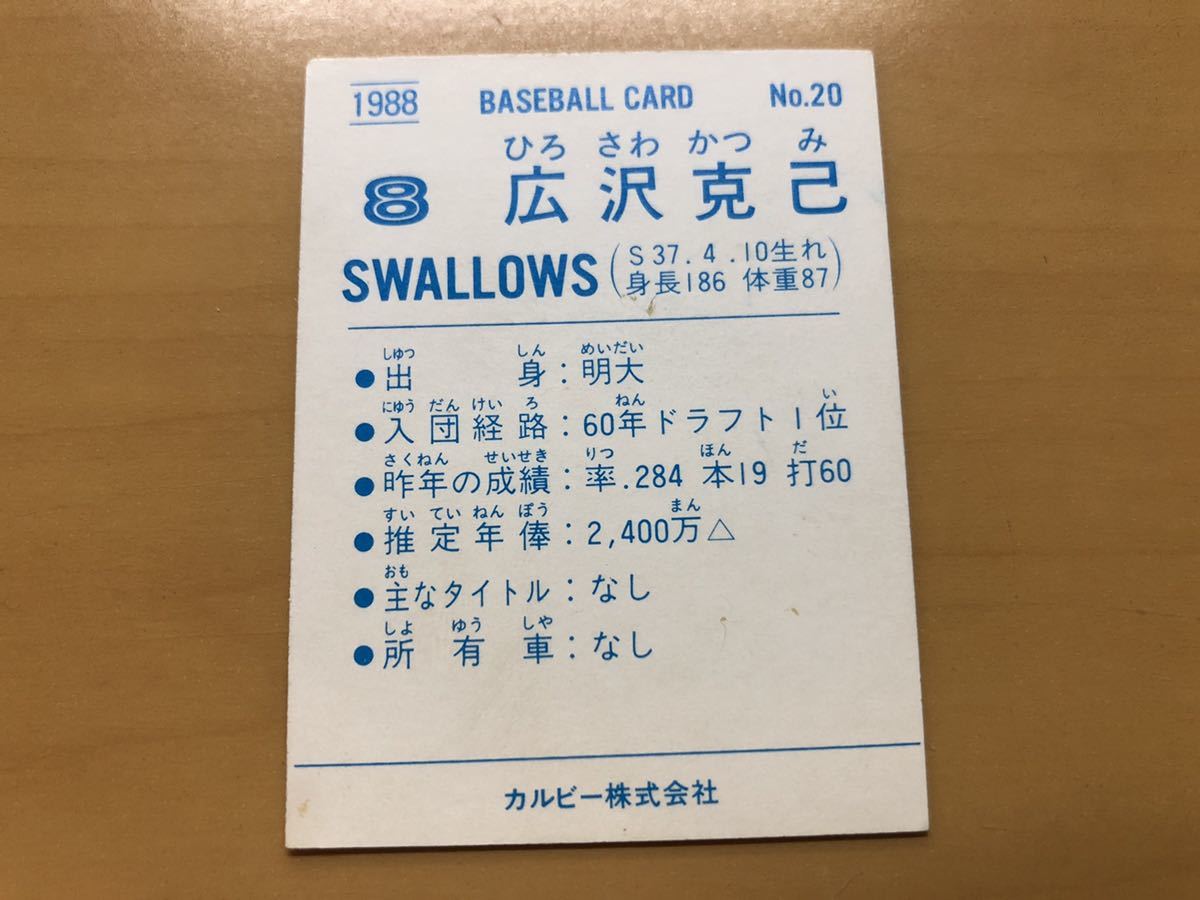 1988 BASEBALL CARD No.20
ひろ さわ かつ み
8 広沢克己
SWALLOWS (S37.4.10生れ
身長186 体重87)
しゆつ しん めいだい
●出身:明大
にゆう だん けい ろ ねん い
●入団経路:60年ドラフト1位
さくねん せいせき りつ ほん だ
●昨年の成績:率.284 本19 打60
すい てい ねん ぽう まん
●推定年俸:2,400万△
おも
●主なタイトル:なし
しよ ゆう しや
●所有車:なし
カルビー株式会社